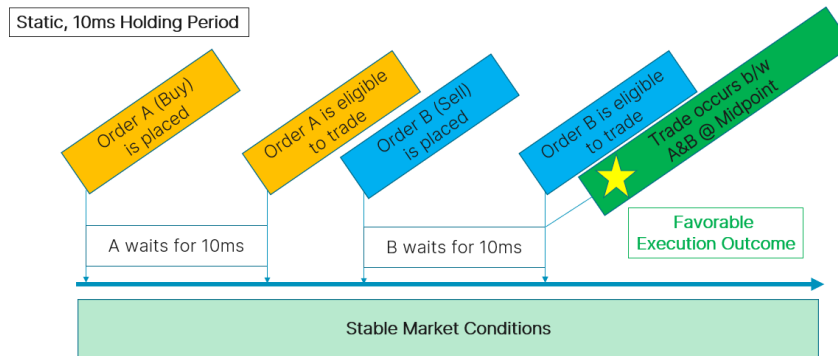 Static, 10ms Holding Period
Order A (Buy)
is placed
Order A is eligible
to trade
Order B (Sell)
is placed
Order B is eligible
to trade
Trade occurs b/w
A&B @ Midpoint
A waits for 10ms
B waits for 10ms
Favorable
Execution Outcome
Stable Market Conditions